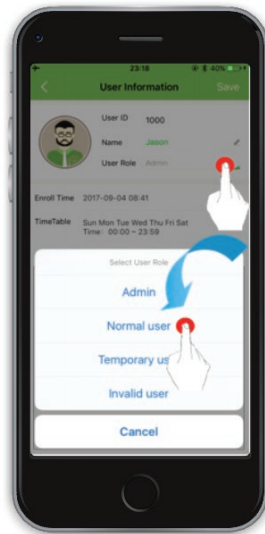 23:18
40%
User Information
Save
User ID 1000
Name Jason
User Role Admin
Enroll Time 2017-09-04 08:41
TimeTable Sun Mon Tue Wed Thu Fri Sat
Time: 00:00 ~ 23:59
Select User Role
Admin
Normal user
Temporary
Invalid user
Cancel